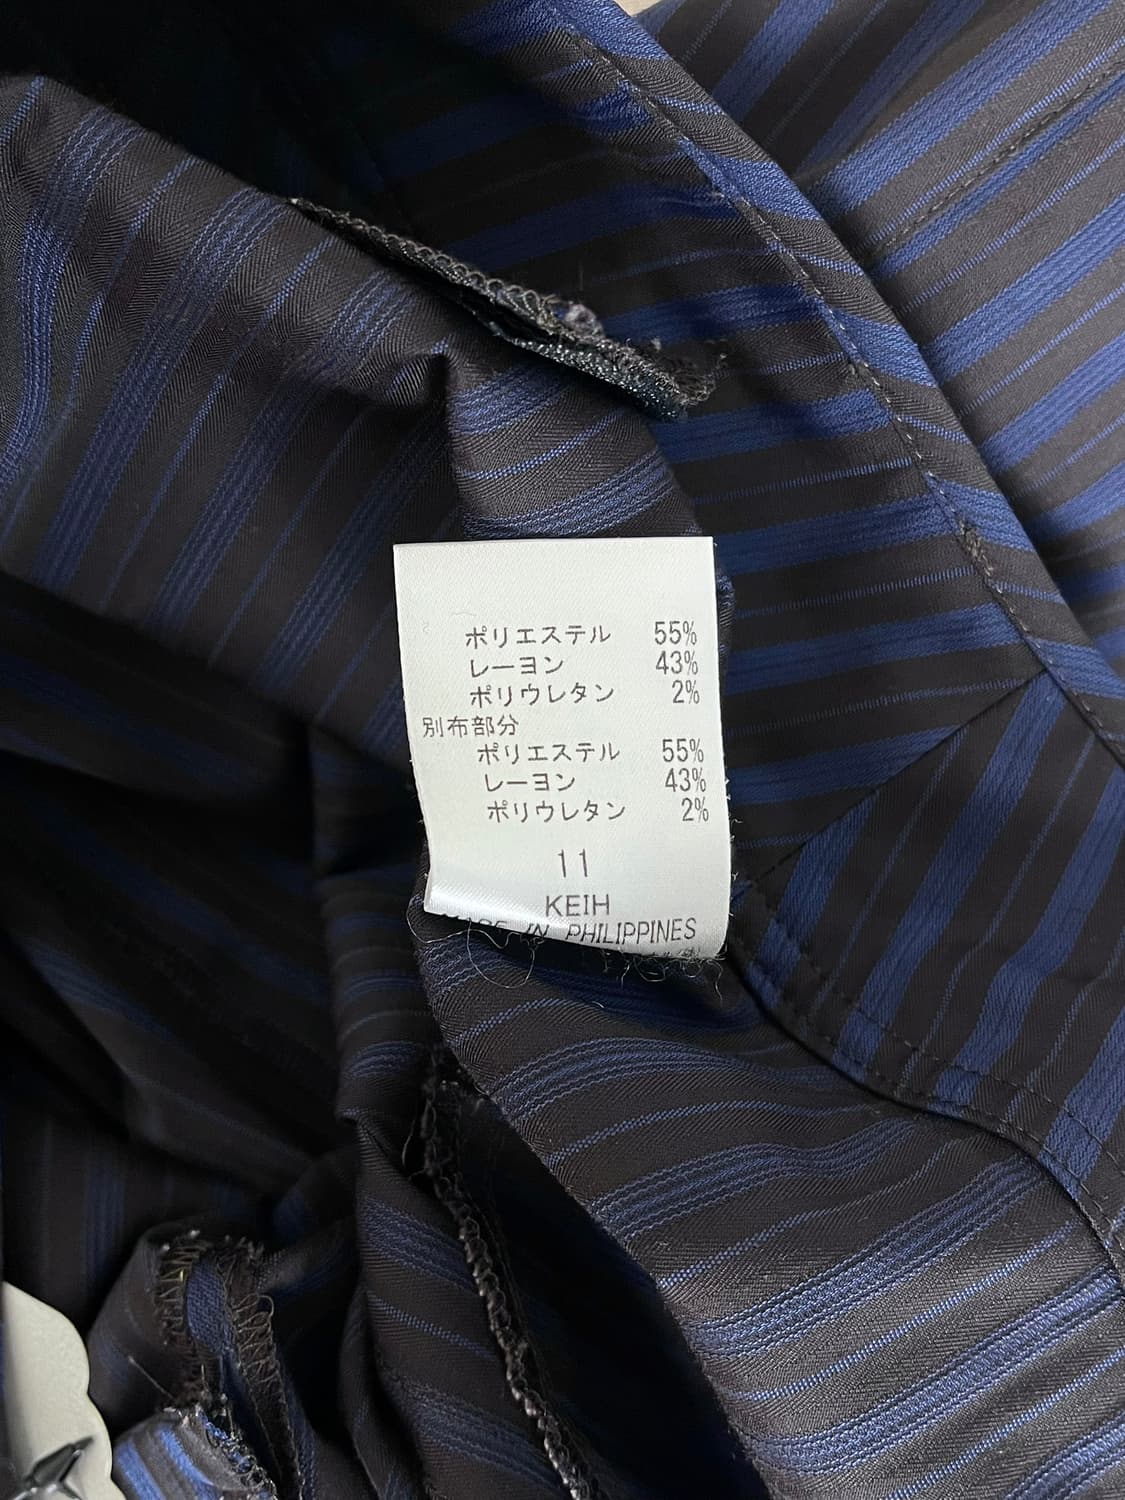 ポリエステル 55%
レーヨン 43%
ポリウレタン 2%
別布部分
ポリエステル 55%
レーヨン 43%
ポリウレタン 2%
11
KEIH
MADE IN PHILIPPINES